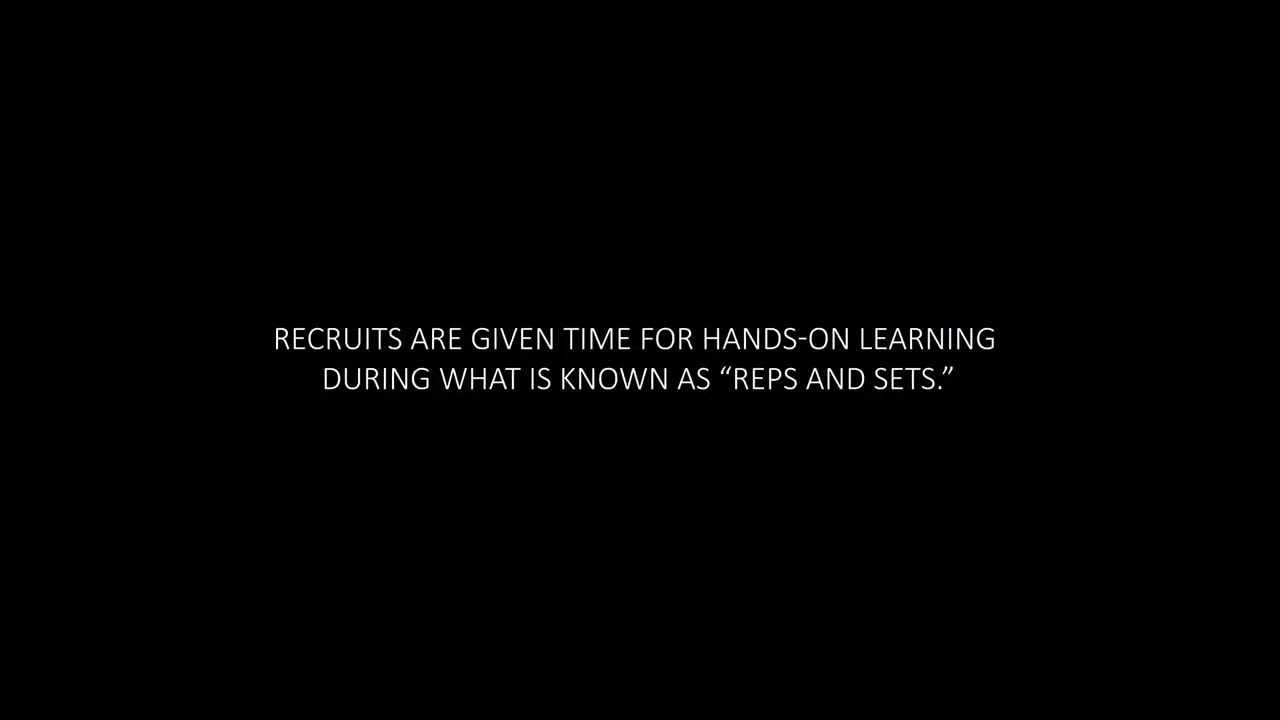 RECRUITS ARE GIVEN TIME FOR HANDS-ON LEARNING
DURING WHAT IS KNOWN AS “REPS AND SETS.”